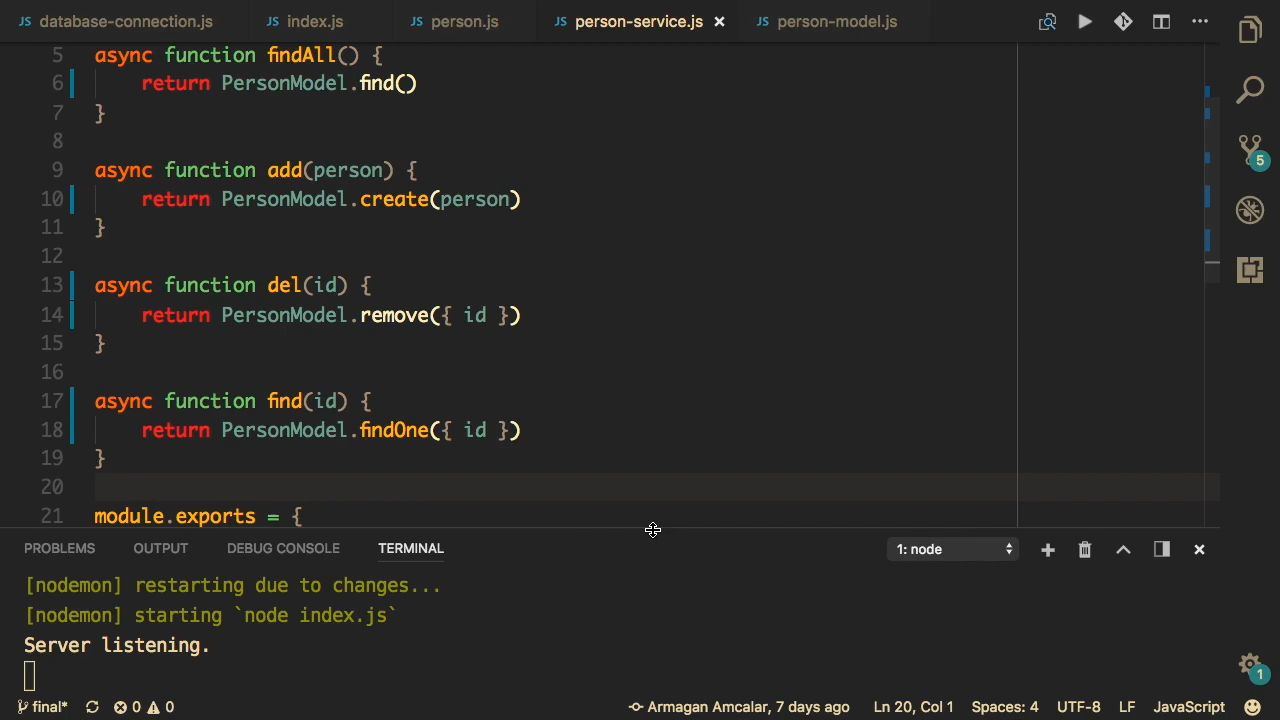 JS database-connection.js JS index.js JS person.js JS person-service.js × JS person-model.js
5 async function findAll() {
6 return PersonModel.find()
7 }
8
9 async function add(person) {
10 return PersonModel.create(person)
11 }
12
13 async function del(id) {
14 return PersonModel.remove({ id })
15 }
16
17 async function find(id) {
18 return PersonModel.findOne({ id })
19 }
20
21 module.exports = {
5
PROBLEMS OUTPUT DEBUG CONSOLE TERMINAL 1: node
[nodemon] restarting due to changes...
[nodemon] starting `node index.js`
Server listening.
1
final* 0 0 Armagan Amcalar, 7 days ago Ln 20, Col 1 Spaces: 4 UTF-8 LF JavaScript